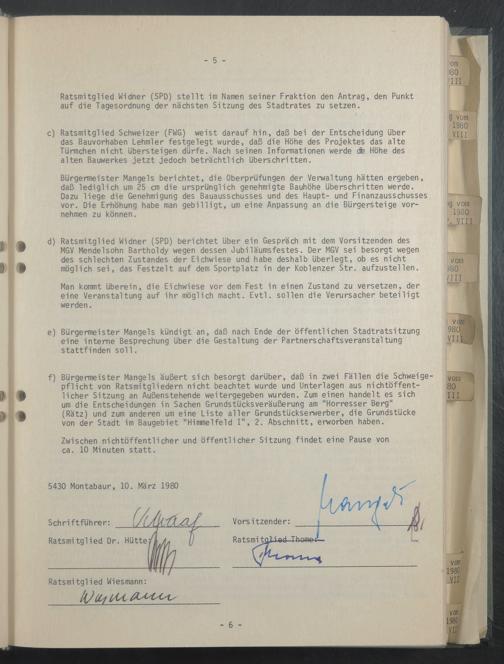 - 5 -
Ratsmitglied Widner (SPD) stellt im Namen seiner Fraktion den Antrag, den Punkt
auf die Tagesordnung der nächsten Sitzung des Stadtrates zu setzen.
c) Ratsmitglied Schweizer (FWG) weist darauf hin, daß bei der Entscheidung über
das Bauvorhaben Lehmler festgelegt wurde, daß die Höhe des Projektes das alte
Türmchen nicht übersteigen dürfe. Nach seinen Informationen werde die Höhe des
alten Bauwerkes jetzt jedoch beträchtlich überschritten.
Bürgermeister Mangels berichtet, die Überprüfungen der Verwaltung hätten ergeben,
daß lediglich um 25 cm die ursprünglich genehmigte Bauhöhe überschritten werde.
Dazu liege die Genehmigung des Bauausschusses und des Haupt- und Finanzausschusses
vor. Die Erhöhung habe man gebilligt, um eine Anpassung an die Bürgersteige vor-
nehmen zu können.
d) Ratsmitglied Widner (SPD) berichtet über ein Gespräch mit dem Vorsitzenden des
MGV Mendelsohn Bartholdy wegen dessen Jubiläumsfestes. Der MGV sei besorgt wegen
des schlechten Zustandes der Eichwiese und habe deshalb überlegt, ob es nicht
möglich sei, das Festzelt auf dem Sportplatz in der Koblenzer Str. aufzustellen.
Man kommt überein, die Eichwiese vor dem Fest in einen Zustand zu versetzen, der
eine Veranstaltung auf ihr möglich macht. Evtl. sollen die Verursacher beteiligt
werden.
e) Bürgermeister Mangels kündigt an, daß nach Ende der öffentlichen Stadtratsitzung
eine interne Besprechung über die Gestaltung der Partnerschaftsveranstaltung
stattfinden soll.
f) Bürgermeister Mangels äußert sich besorgt darüber, daß in zwei Fällen die Schweige-
pflicht von Ratsmitgliedern nicht beachtet wurde und Unterlagen aus nichtöffent-
licher Sitzung an Außenstehende weitergegeben wurden. Zum einen handelt es sich
um die Entscheidungen in Sachen Grundstücksveräußerung am "Horresser Berg"
(Rätz) und zum anderen um eine Liste aller Grundstückserwerber, die Grundstücke
von der Stadt im Baugebiet "Himmelfeld I", 2. Abschnitt, erworben haben.
Zwischen nichtöffentlicher und öffentlicher Sitzung findet eine Pause von
ca. 10 Minuten statt.
5430 Montabaur, 10. März 1980
Schriftführer: Vorsitzender: Mangels
Ratsmitglied Dr. Hütte: Ratsmitglied Thome:
Thome
Ratsmitglied Wiesmann:
Wiesmann
- 6 -
vom
1980
VII